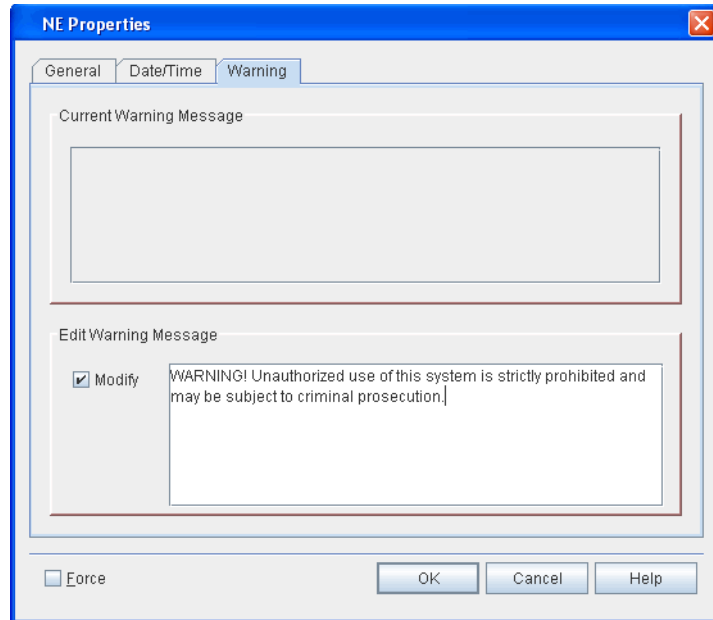 NE Properties
General Date/Time Warning
Current Warning Message
Edit Warning Message
Modify
WARNING! Unauthorized use of this system is strictly prohibited and
may be subject to criminal prosecution.
Force OK Cancel Help